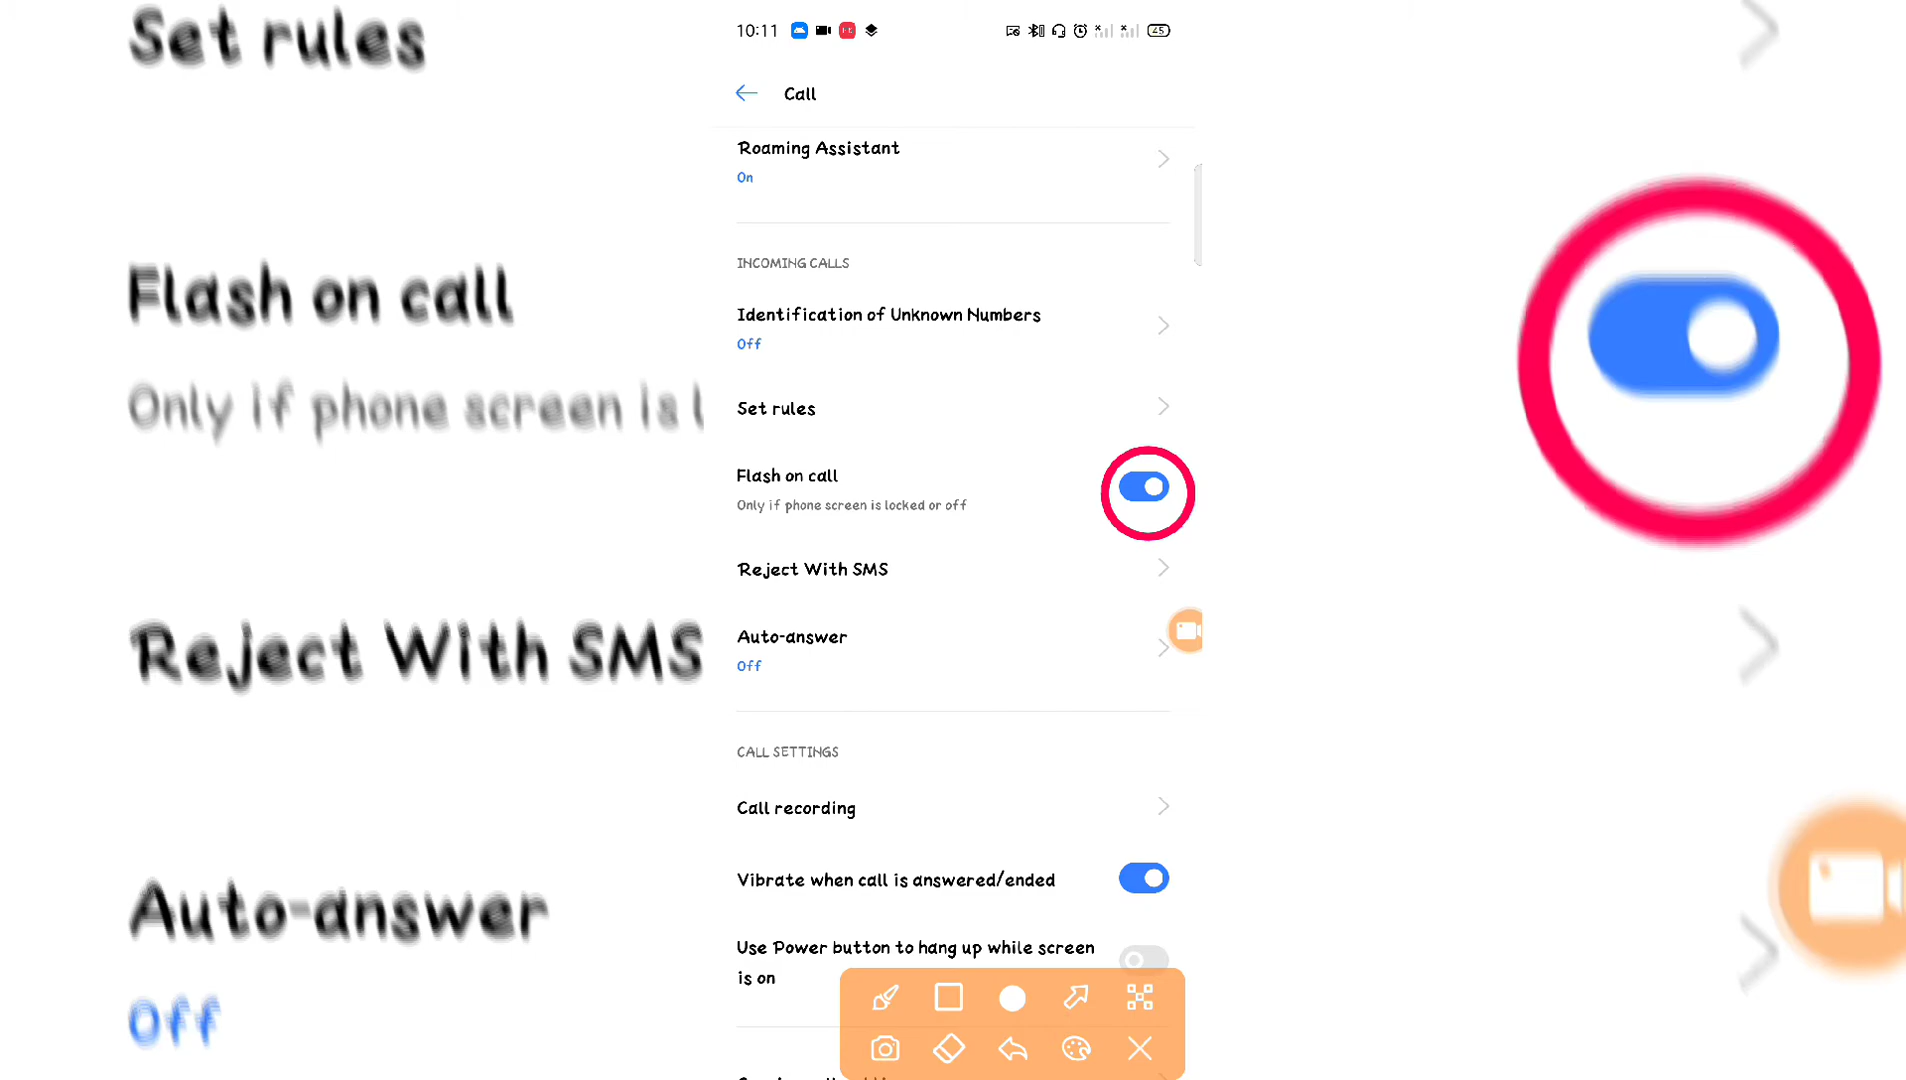 Set rules
Flash on call
Only if phone screen is l
Reject With SMS
Auto-answer
Off
10:11
45
Call
Roaming Assistant
On
INCOMING CALLS
Identification of Unknown Numbers
Off
Set rules
Flash on call
Only if phone screen is locked or off
Reject With SMS
Auto-answer
Off
CALL SETTINGS
Call recording
Vibrate when call is answered/ended
Use Power button to hang up while screen
is on